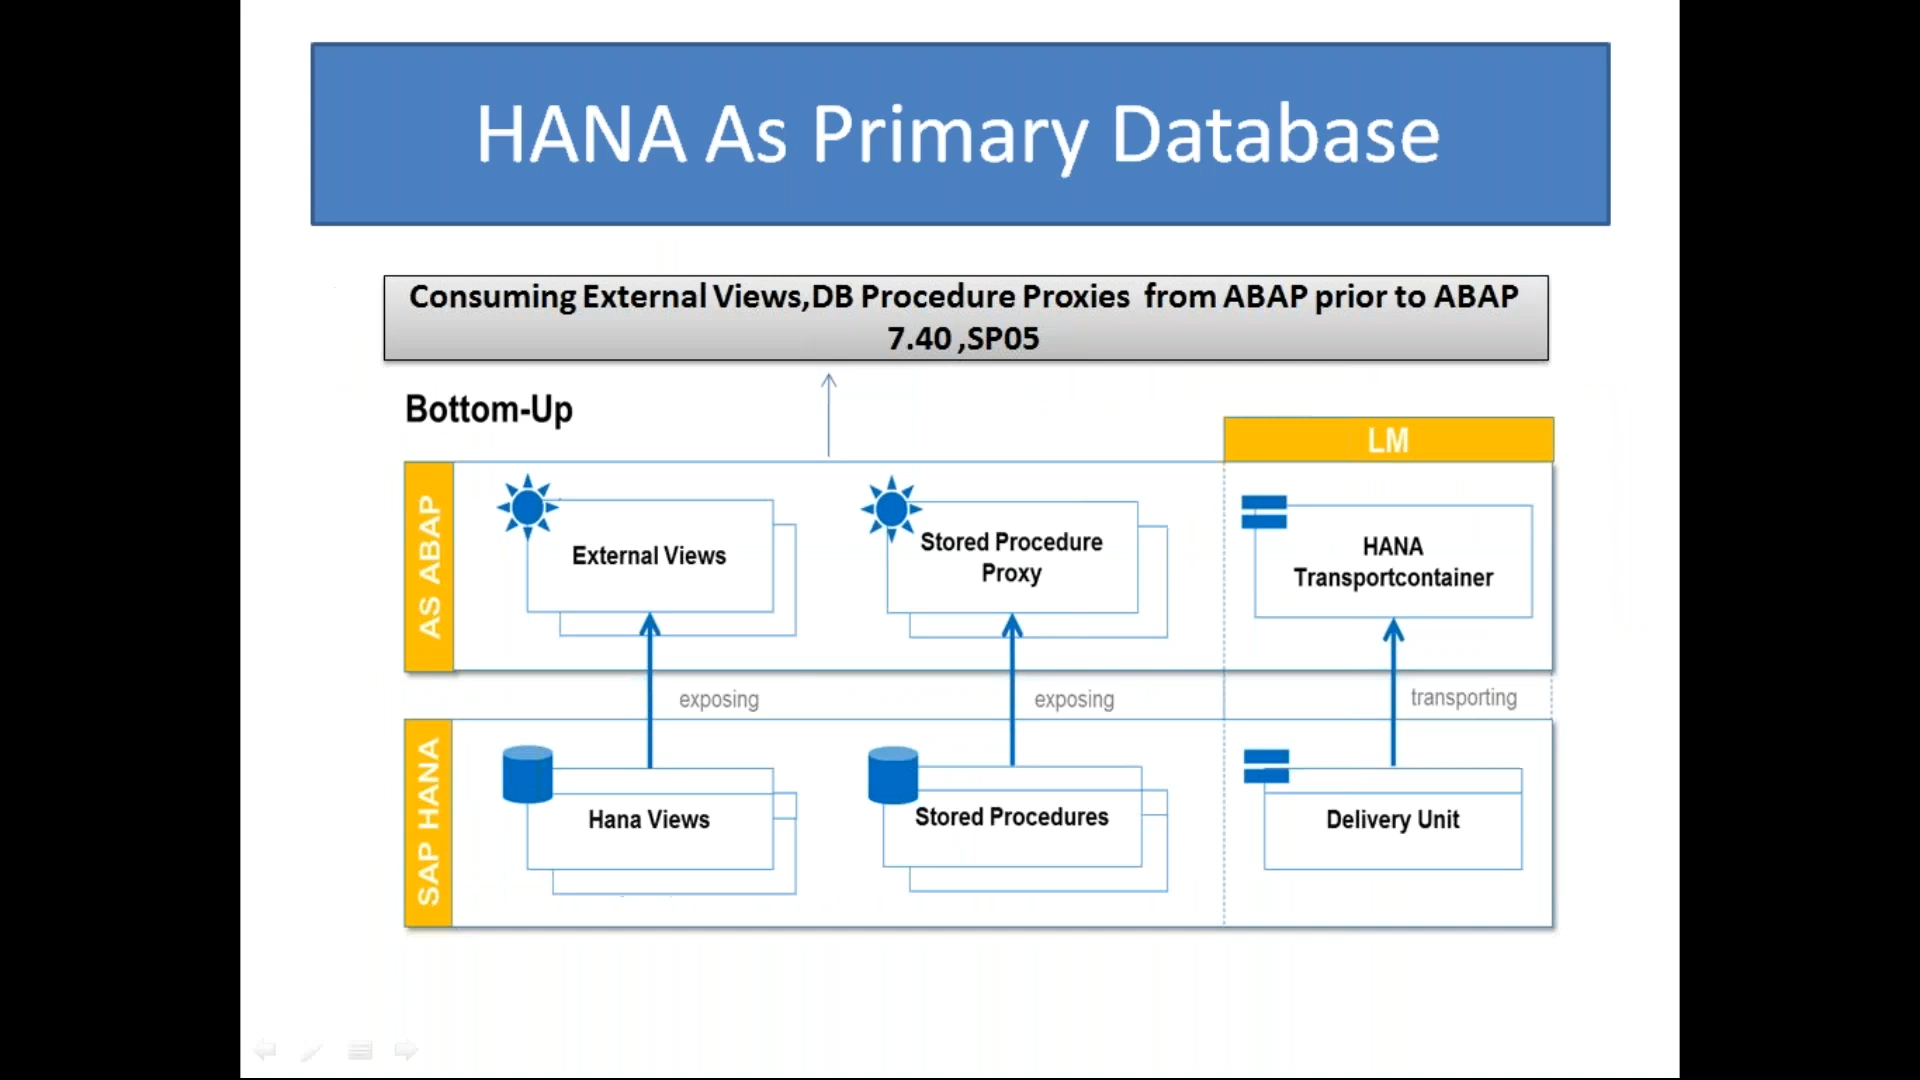 HANA As Primary Database
Consuming External Views,DB Procedure Proxies from ABAP prior to ABAP
7.40 ,SP05
Bottom-Up
LM
AS ABAP
External Views
Stored Procedure
Proxy
HANA
Transportcontainer
exposing
exposing
transporting
SAP HANA
Hana Views
Stored Procedures
Delivery Unit